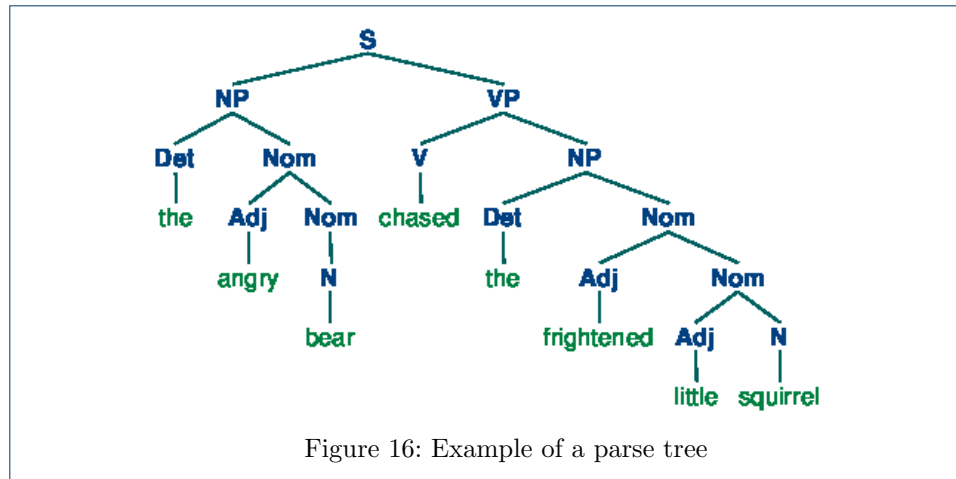 S
NP VP
Det Nom V NP
the Adj Nom chased Det Nom
angry N the Adj Nom
bear frightened Adj N
little squirrel
Figure 16: Example of a parse tree